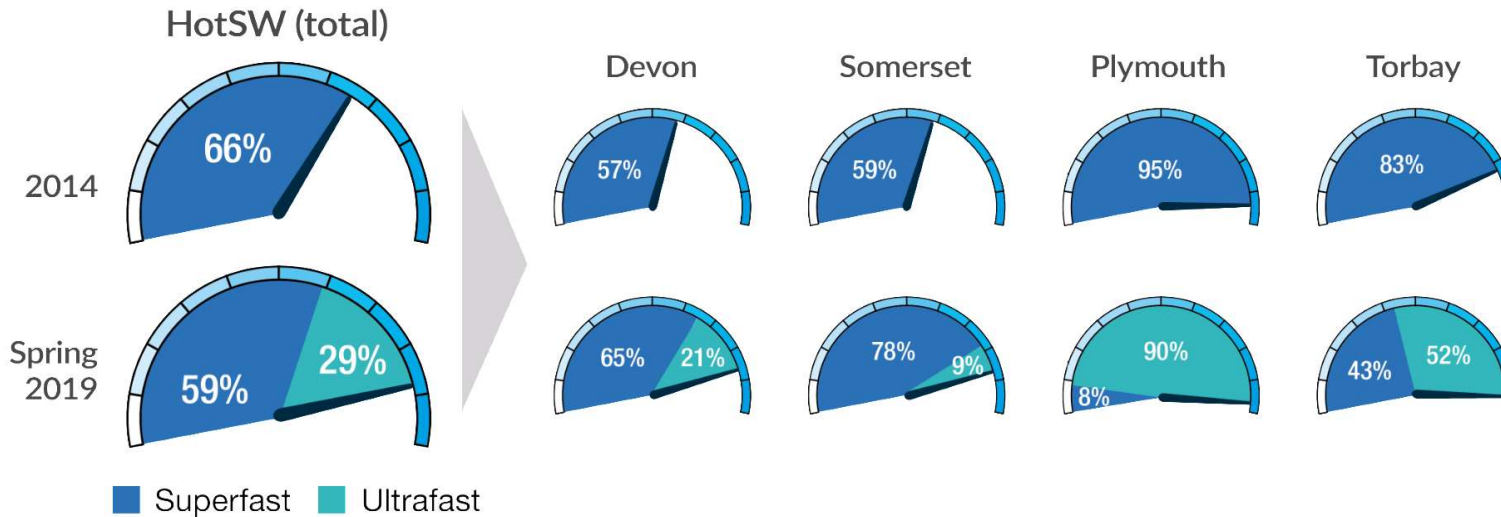 HotSW (total)
Devon
Somerset
Plymouth
Torbay
2014
66%
57%
59%
95%
83%
Spring
2019
59%
29%
65%
21%
78%
9%
8%
90%
43%
52%
Superfast
Ultrafast